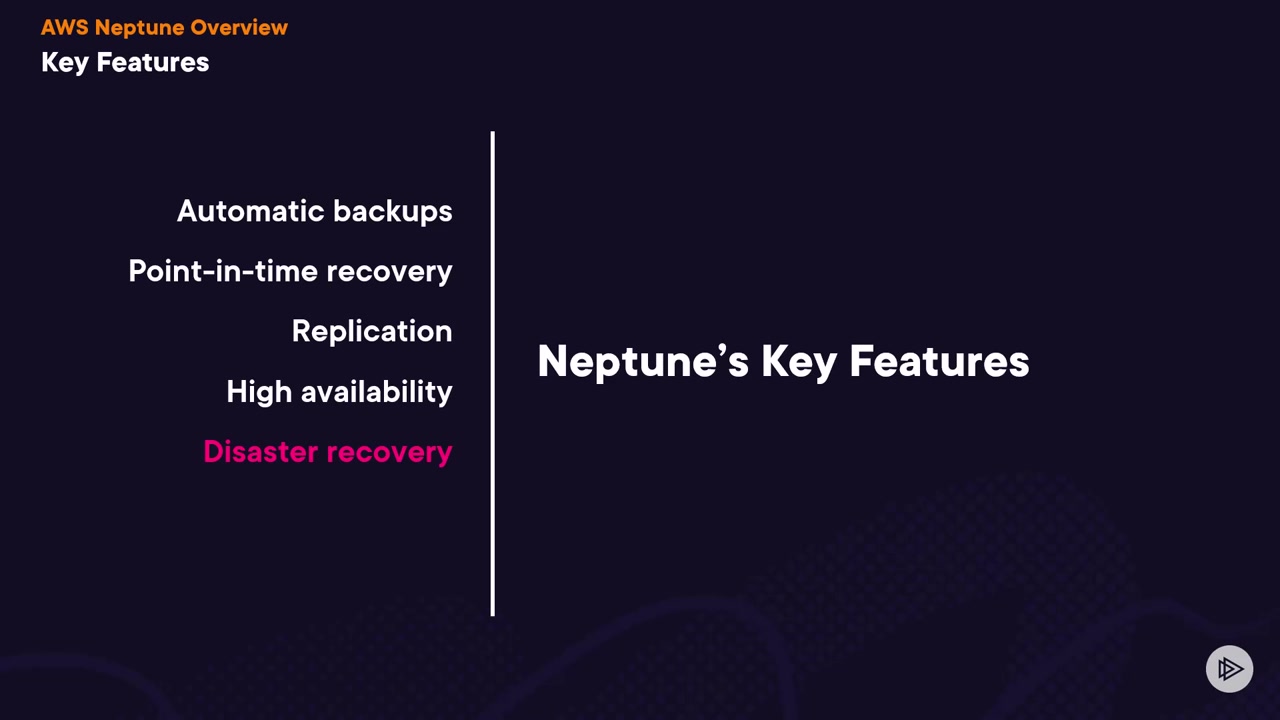 AWS Neptune Overview
Key Features
Automatic backups
Point-in-time recovery
Replication
High availability
Disaster recovery
Neptune’s Key Features